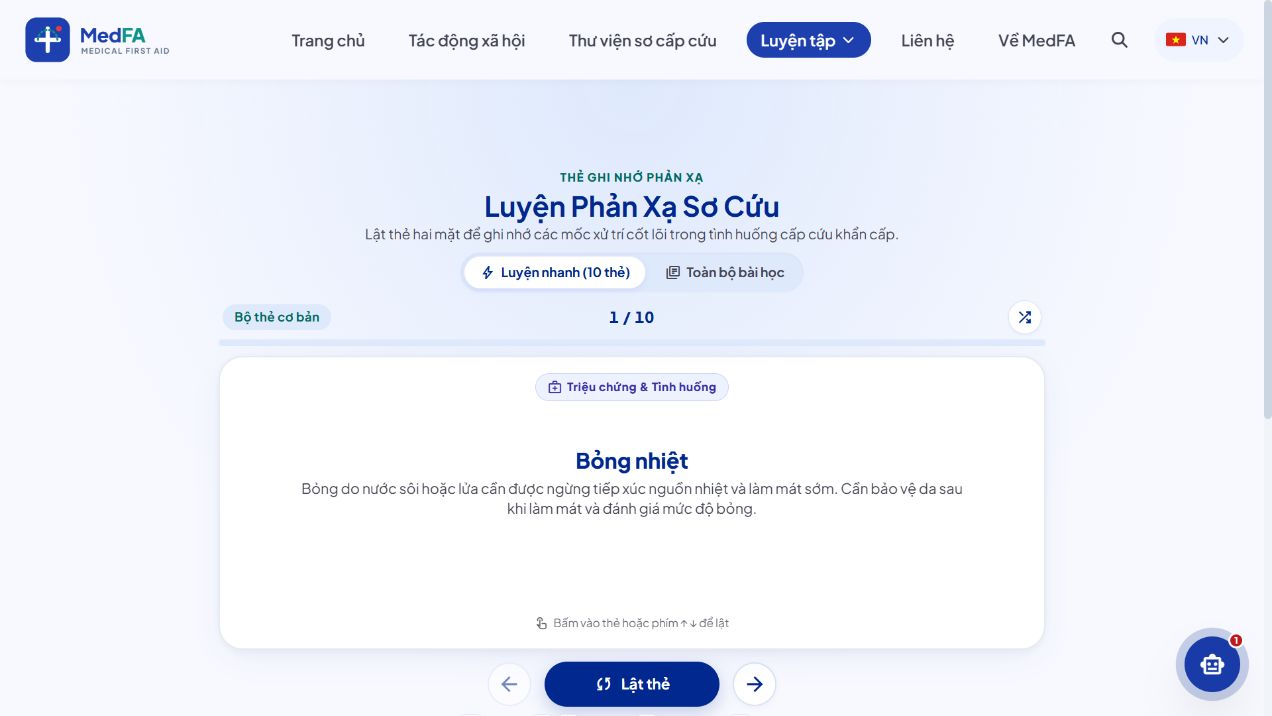 MedFA
MEDICAL FIRST AID
Trang chủ
Tác động xã hội
Thư viện sơ cấp cứu
Luyện tập
Liên hệ
Về MedFA
VN
THẺ GHI NHỚ PHẢN XẠ
Luyện Phản Xạ Sơ Cứu
Lật thẻ hai mặt để ghi nhớ các mốc xử trí cốt lõi trong tình huống cấp cứu khẩn cấp.
Luyện nhanh (10 thẻ)
Toàn bộ bài học
Bộ thẻ cơ bản
1 / 10
Triệu chứng & Tình huống
Bỏng nhiệt
Bỏng do nước sôi hoặc lửa cần được ngừng tiếp xúc nguồn nhiệt và làm mát sớm. Cần bảo vệ da sau
khi làm mát và đánh giá mức độ bỏng.
Bấm vào thẻ hoặc phím ↑ ↓ để lật
1
Lật thẻ